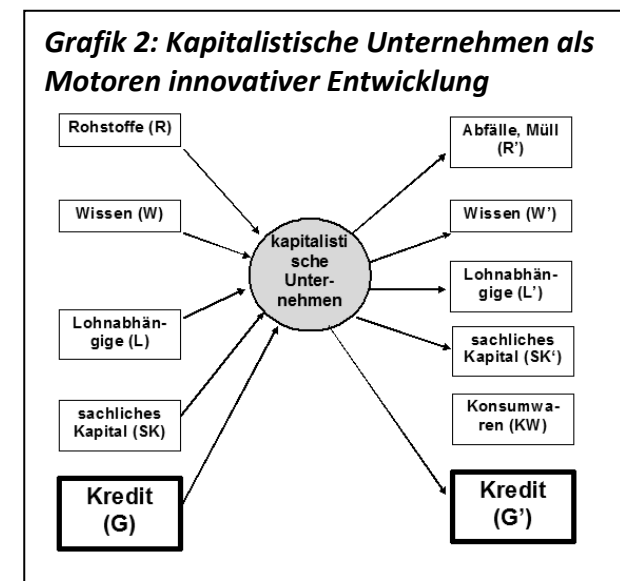 Grafik 2: Kapitalistische Unternehmen als
Motoren innovativer Entwicklung
Rohstoffe (R)
Wissen (W)
Lohnabhän-
gige (L)
sachliches
Kapital (SK)
Kredit
(G)
kapitalisti
sche
Unter-
nehmen
Abfälle, Müll
(R’)
Wissen (W’)
Lohnabhän-
gige (L’)
sachliches
Kapital (SK‘)
Konsumwa-
ren (KW)
Kredit
(G’)